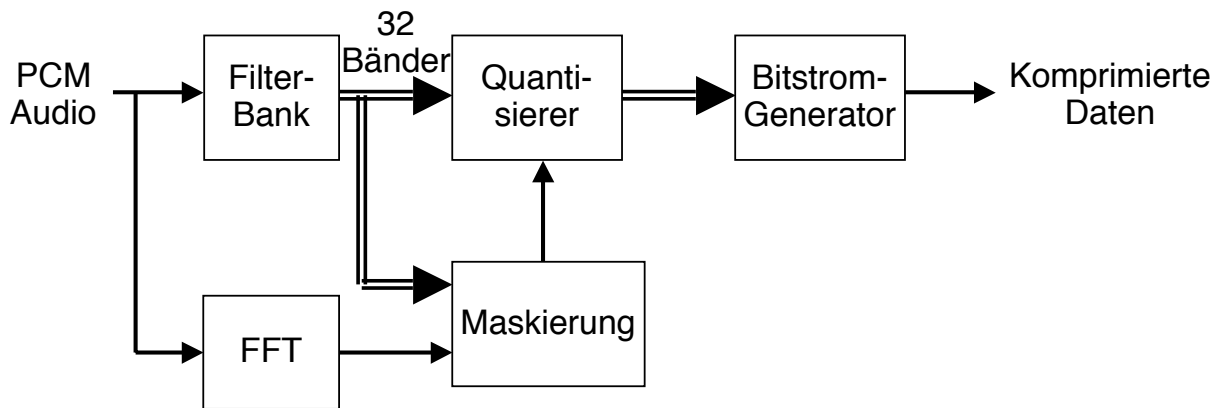 PCM
Audio
Filter-
Bank
32
Bänder
Quanti-
sierer
Bitstrom-
Generator
Komprimierte
Daten
FFT
Maskierung